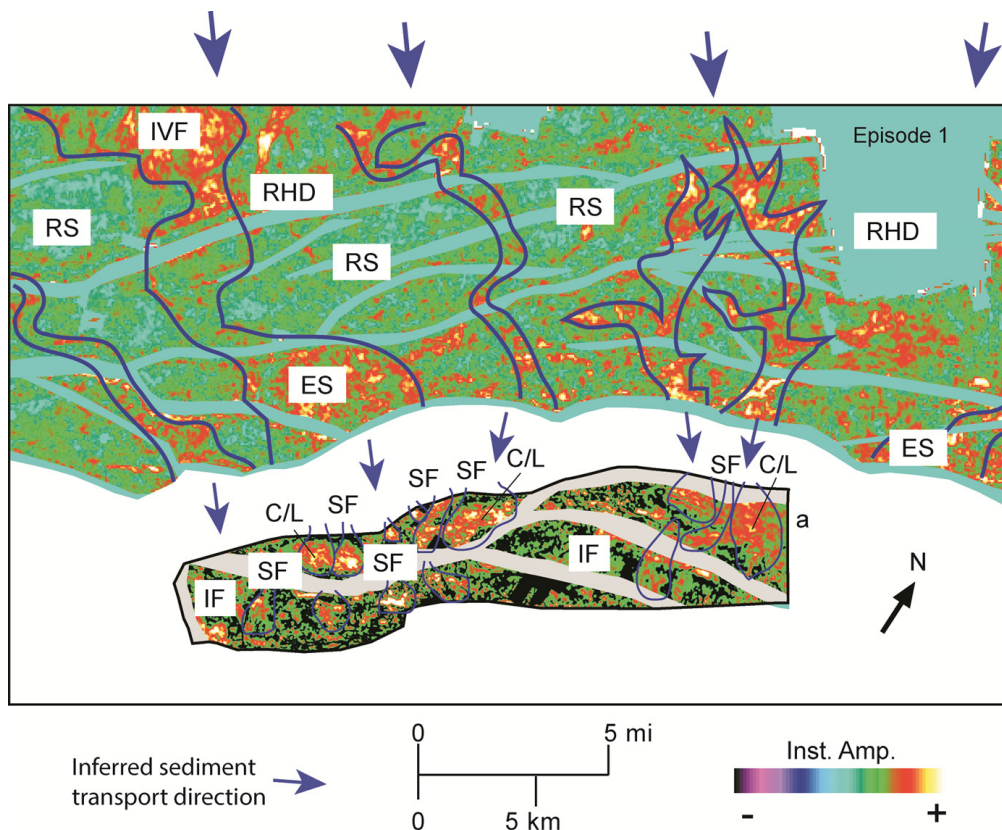 Episode 1
IVF
RHD
RS
RS
RS
RHD
ES
ES
C/L
SF
SF
SF
SF
C/L
a
SF
SF
IF
IF
N
0
5 mi
0
5 km
Inferred sediment
transport direction
Inst. Amp.
-
+